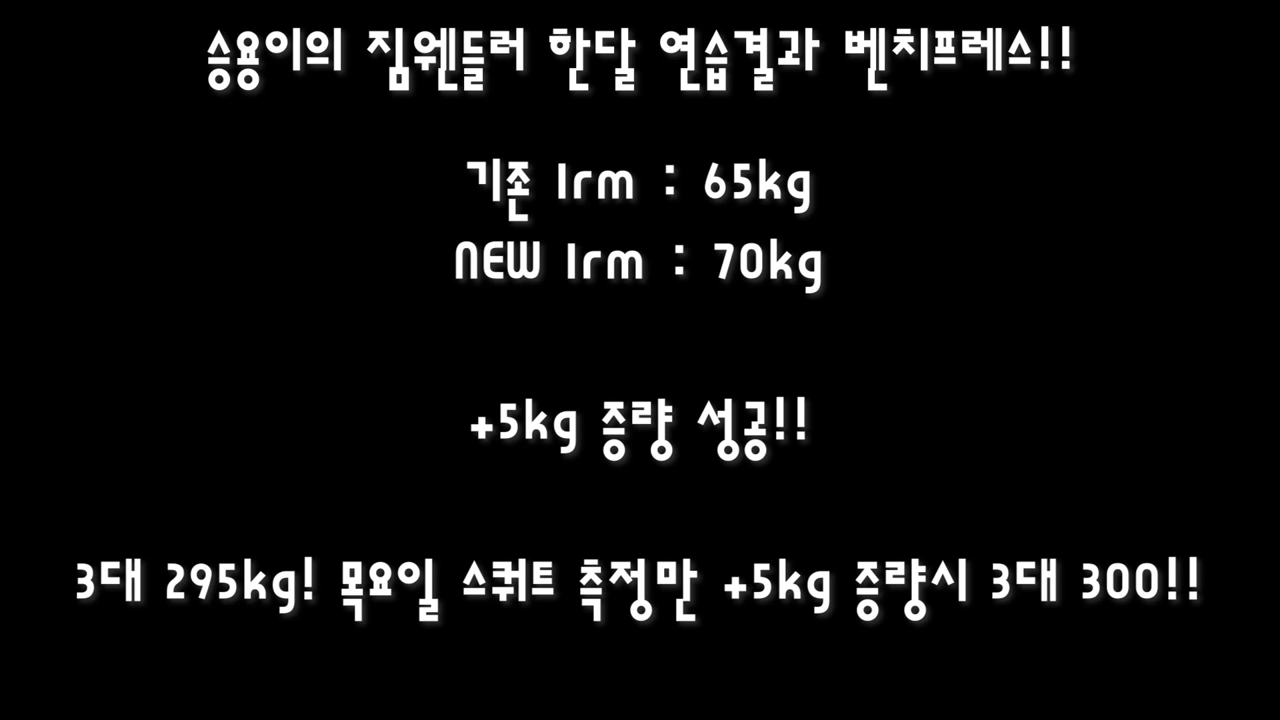 승용이의 짐웬들러 한달 연습결과 벤치프레스!!
기존 1rm : 65kg
NEW 1rm : 70kg
+5kg 증량 성공!!
3대 295kg! 목요일 스쿼트 측정만 +5kg 증량시 3대 300!!